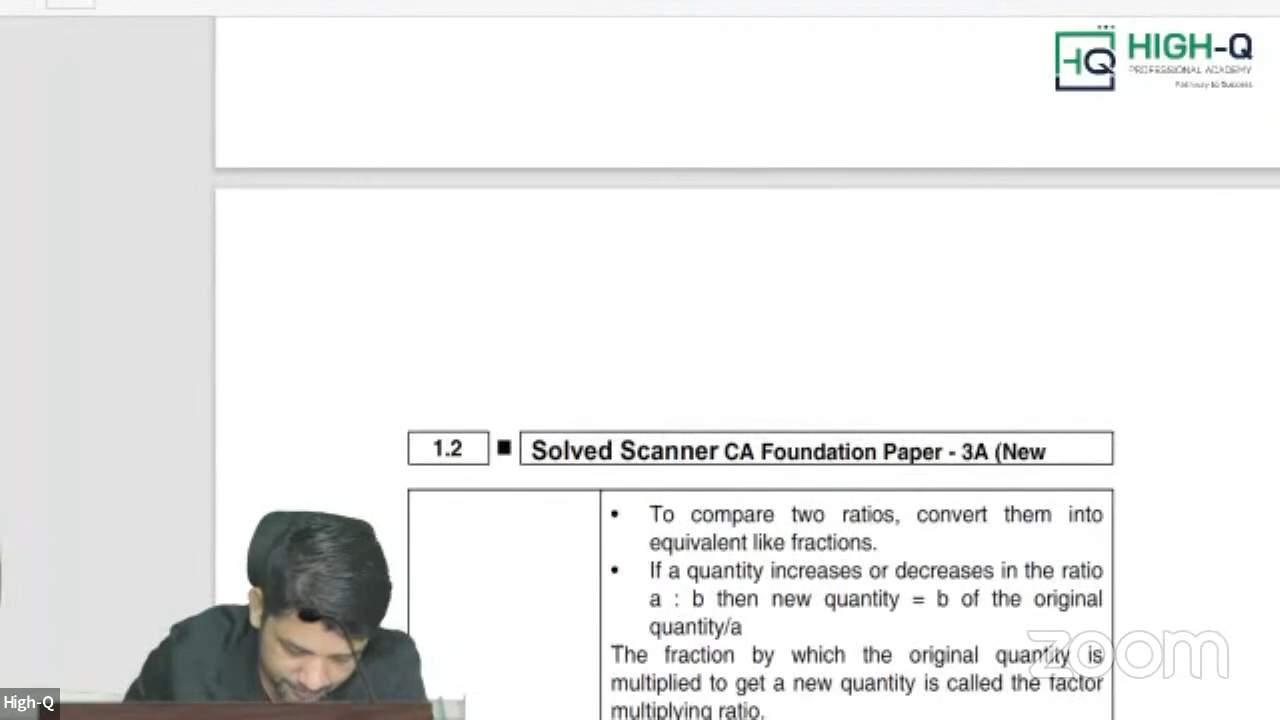 HIGH-Q
PROFESSIONAL ACADEMY
Pathway to Success
1.2 ■ Solved Scanner CA Foundation Paper - 3A (New
• To compare two ratios, convert them into
equivalent like fractions.
• If a quantity increases or decreases in the ratio
a : b then new quantity = b of the original
quantity/a
The fraction by which the original quantity is
multiplied to get a new quantity is called the factor
multiplying ratio.
zoom
High-Q